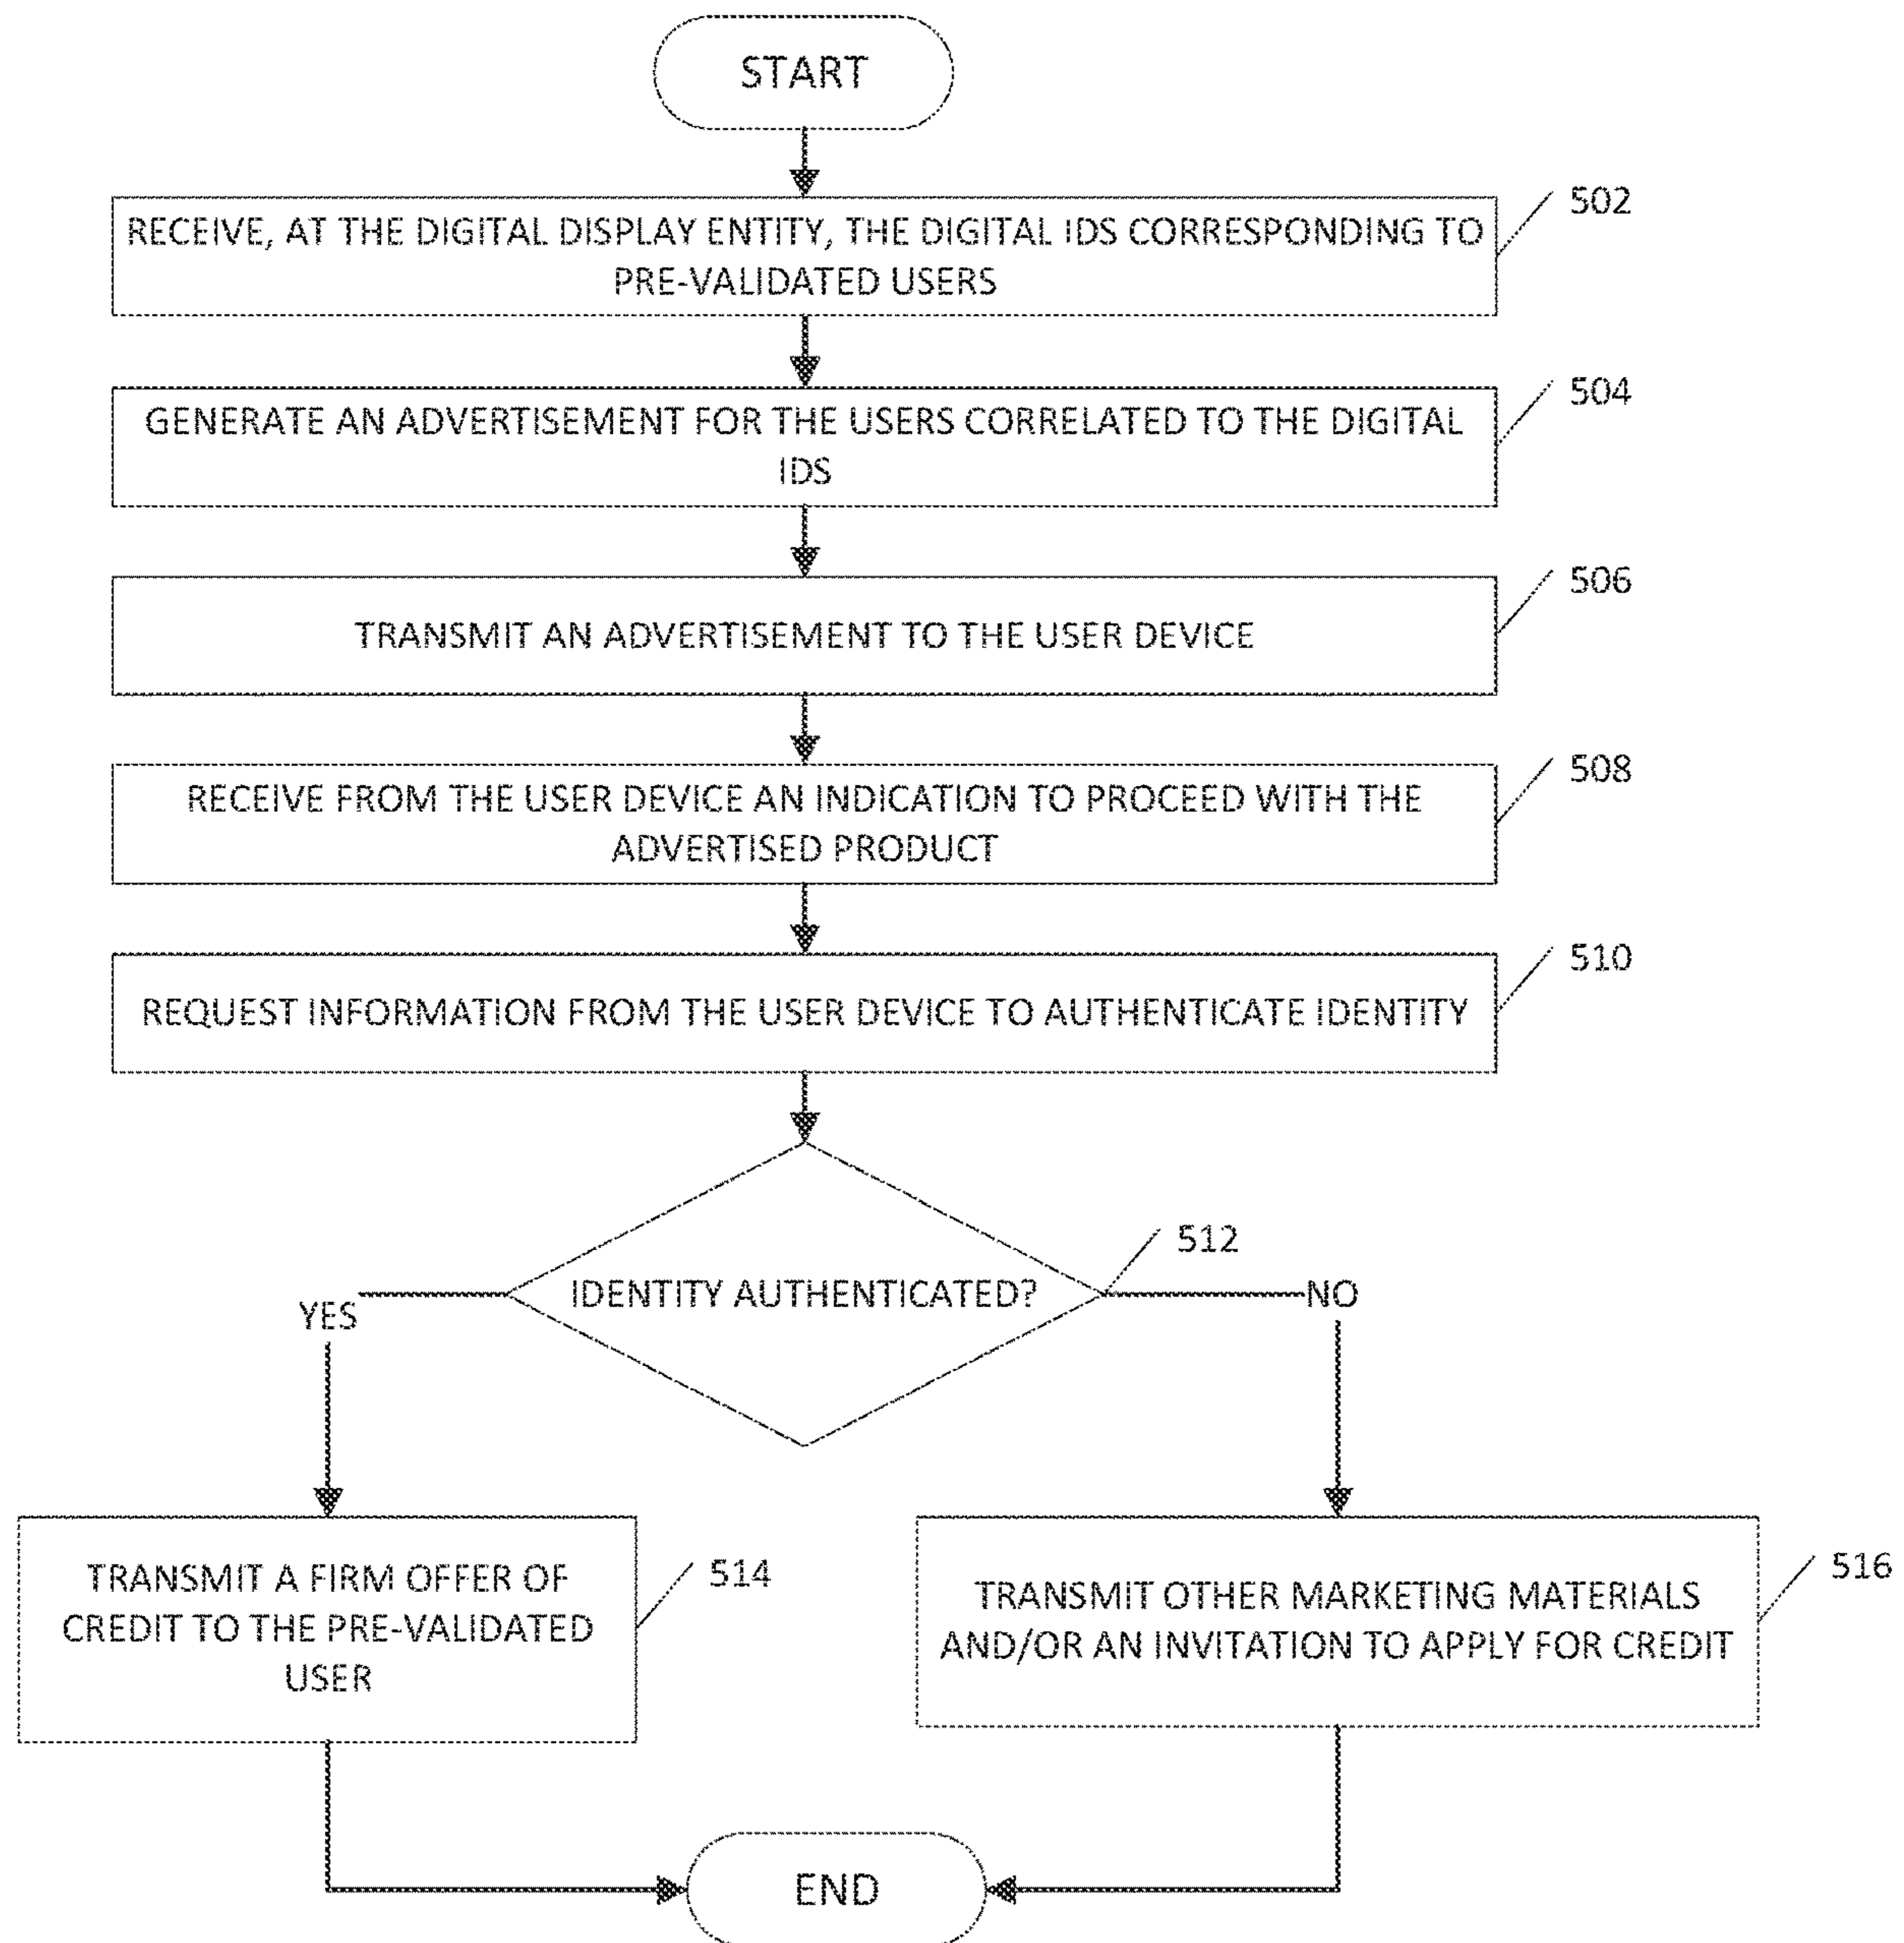 START
RECEIVE, AT THE DIGITAL DISPLAY ENTITY, THE DIGITAL IDS CORRESPONDING TO
PRE-VALIDATED USERS
502
GENERATE AN ADVERTISEMENT FOR THE USERS CORRELATED TO THE DIGITAL
IDS
504
TRANSMIT AN ADVERTISEMENT TO THE USER DEVICE
506
RECEIVE FROM THE USER DEVICE AN INDICATION TO PROCEED WITH THE
ADVERTISED PRODUCT
508
REQUEST INFORMATION FROM THE USER DEVICE TO AUTHENTICATE IDENTITY
510
IDENTITY AUTHENTICATED?
512
YES
NO
TRANSMIT A FIRM OFFER OF
CREDIT TO THE PRE-VALIDATED
USER
514
TRANSMIT OTHER MARKETING MATERIALS
AND/OR AN INVITATION TO APPLY FOR CREDIT
516
END